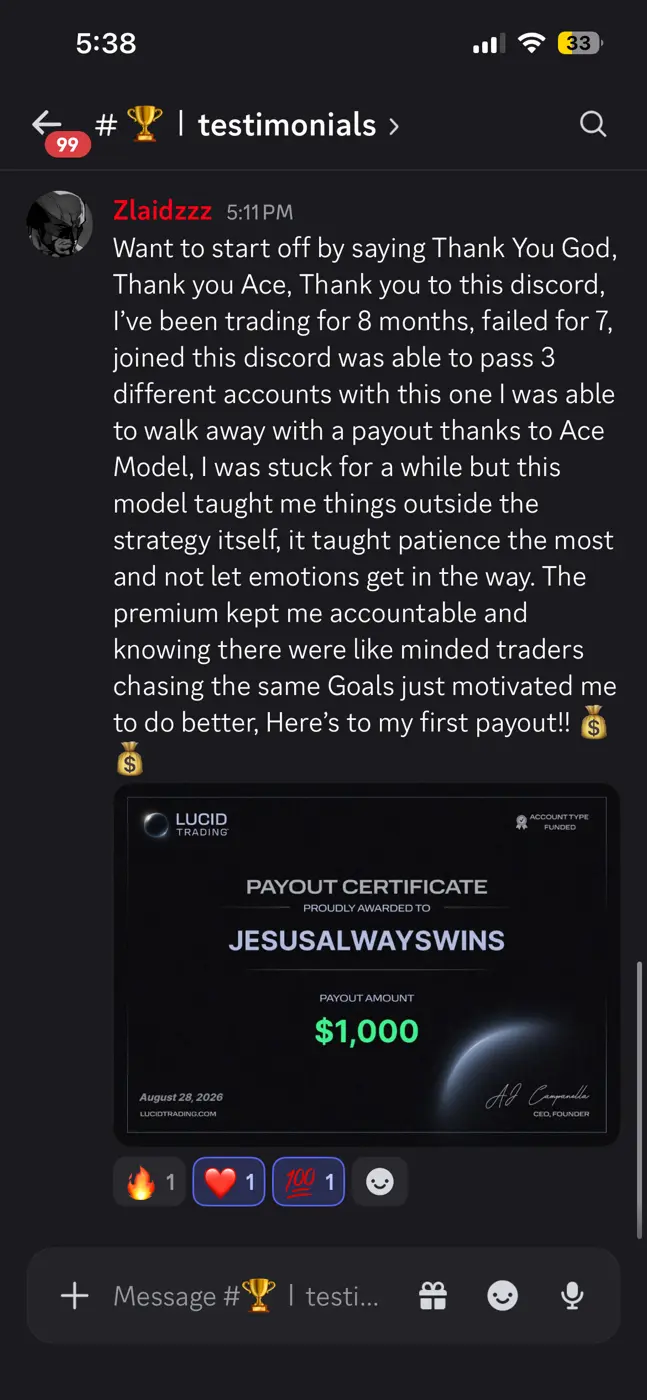 5:38
33
99
# 🏆 | testimonials >
Zlaidzzz 5:11 PM
Want to start off by saying Thank You God,
Thank you Ace, Thank you to this discord,
I’ve been trading for 8 months, failed for 7,
joined this discord was able to pass 3
different accounts with this one I was able
to walk away with a payout thanks to Ace
Model, I was stuck for a while but this
model taught me things outside the
strategy itself, it taught patience the most
and not let emotions get in the way. The
premium kept me accountable and
knowing there were like minded traders
chasing the same Goals just motivated me
to do better, Here’s to my first payout!! 💰
💰
LUCID
TRADING
ACCOUNT TYPE
FUNDED
PAYOUT CERTIFICATE
PROUDLY AWARDED TO
JESUSALWAYSWINS
PAYOUT AMOUNT
$1,000
August 28, 2026
LUCIDTRADING.COM
AJ Campanella
CEO, FOUNDER
🔥 1 ❤️ 1 💯 1
Message #🏆 | testi...